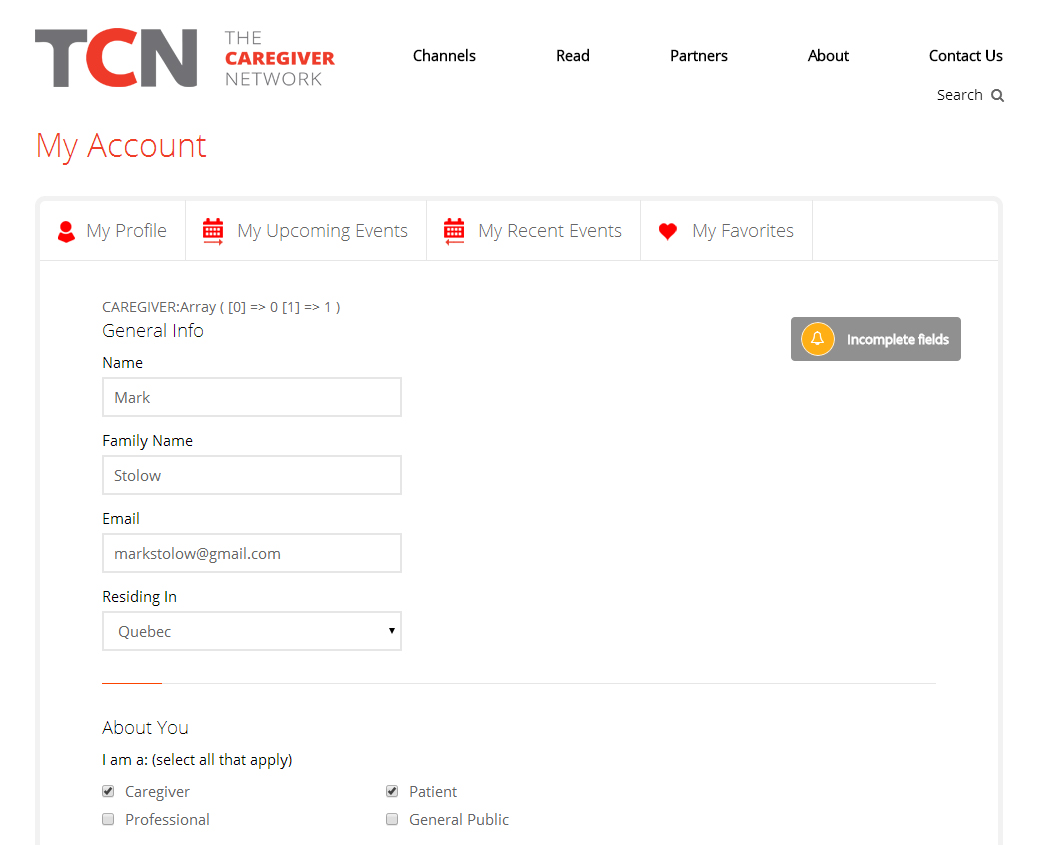 TCN
THE
CAREGIVER
NETWORK
Channels Read Partners About Contact Us
Search
My Account
My Profile My Upcoming Events My Recent Events My Favorites
CAREGIVER:Array ( [0] => 0 [1] => 1 )
General Info
Incomplete fields
Name
Mark
Family Name
Stolow
Email
markstolow@gmail.com
Residing In
Quebec
About You
I am a: (select all that apply)
Caregiver Patient
Professional General Public